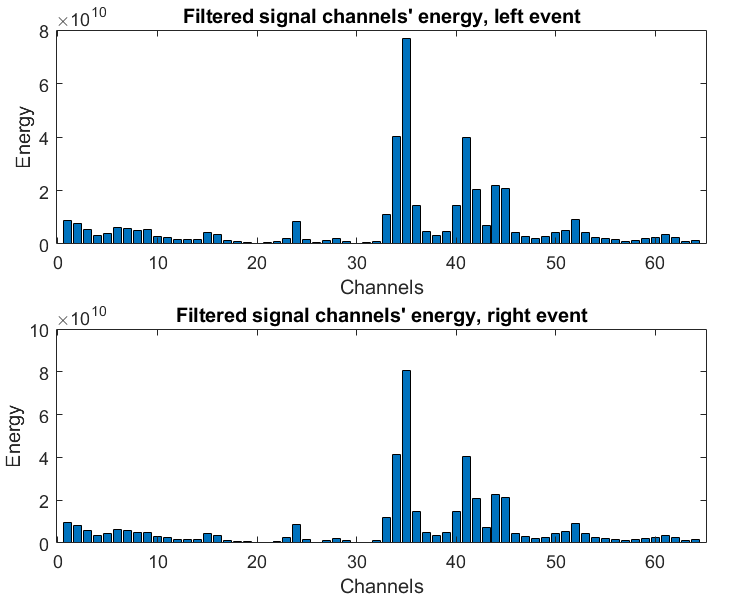 Filtered signal channels' energy, left event
×10^10
8
6
4
2
0
Energy
0 10 20 30 40 50 60
Channels
Filtered signal channels' energy, right event
×10^10
10
8
6
4
2
0
Energy
0 10 20 30 40 50 60
Channels